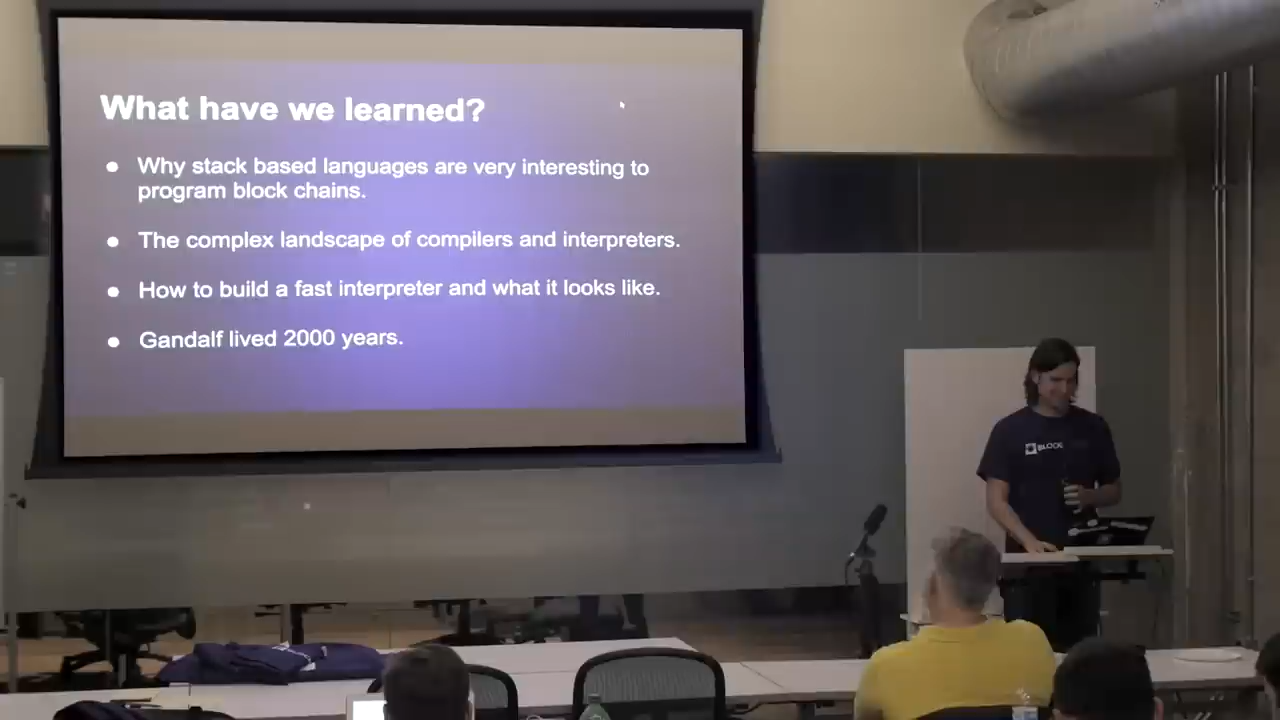 What have we learned?
Why stack based languages are very interesting to
program block chains.
The complex landscape of compilers and interpreters.
How to build a fast interpreter and what it looks like.
Gandalf lived 2000 years.
BLOCK